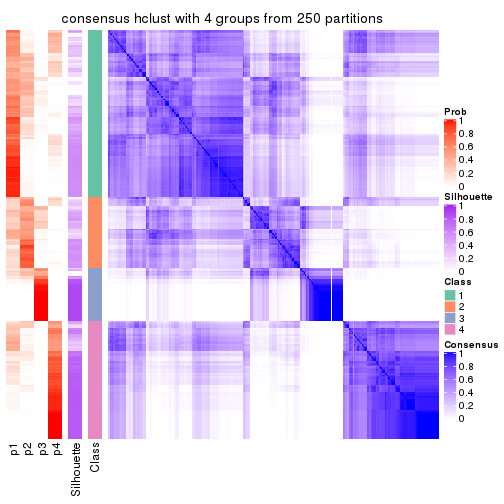 consensus hclust with 4 groups from 250 partitions
Prob
1
0.8
0.6
0.4
0.2
0
Silhouette
1
0.8
0.6
0.4
0.2
0
Class
1
2
3
4
Consensus
1
0.8
0.6
0.4
0.2
0
p1
p2
p3
p4
Silhouette
Class